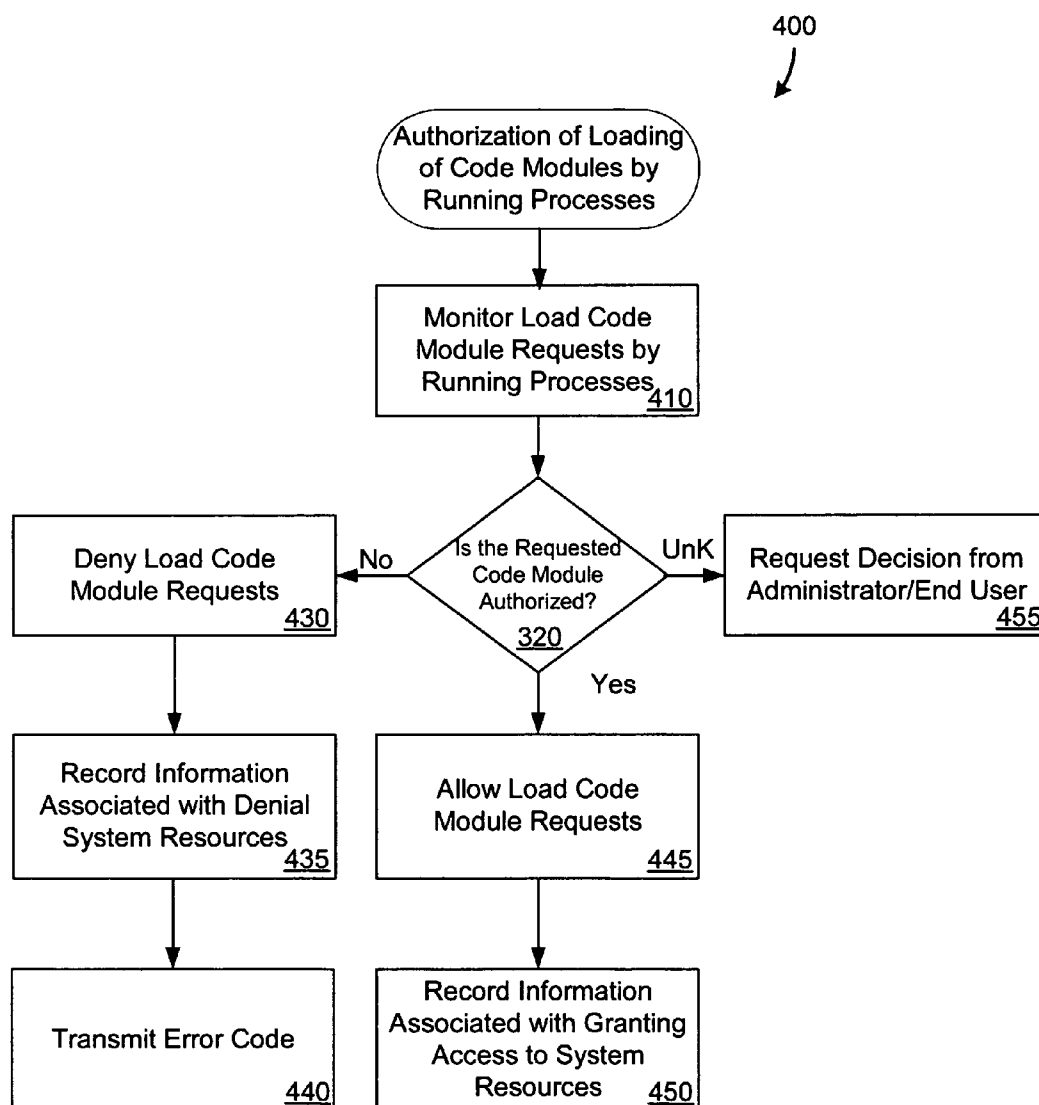 400
Authorization of Loading
of Code Modules by
Running Processes
Monitor Load Code
Module Requests by
Running Processes
410
Is the Requested
Code Module
Authorized?
320
No
UnK
Yes
Deny Load Code
Module Requests
430
Request Decision from
Administrator/End User
455
Record Information
Associated with Denial
System Resources
435
Allow Load Code
Module Requests
445
Transmit Error Code
440
Record Information
Associated with Granting
Access to System
Resources
450